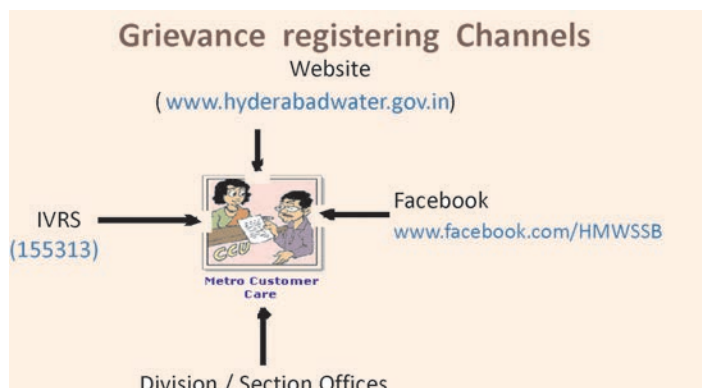 Grievance registering Channels
Website
( www.hyderabadwater.gov.in)
IVRS
(155313)
Facebook
www.facebook.com/HMWSSB
CCU
Metro Customer
Care
Division / Section Offices